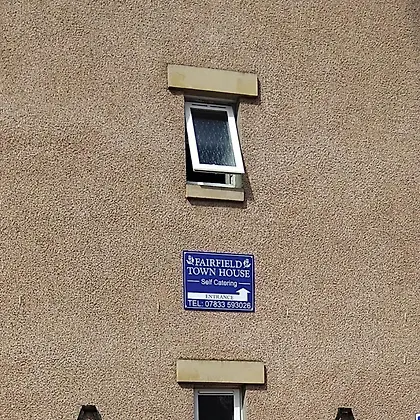 FAIRFIELD
TOWN HOUSE
Self Catering
ENTRANCE
TEL: 07833 593026